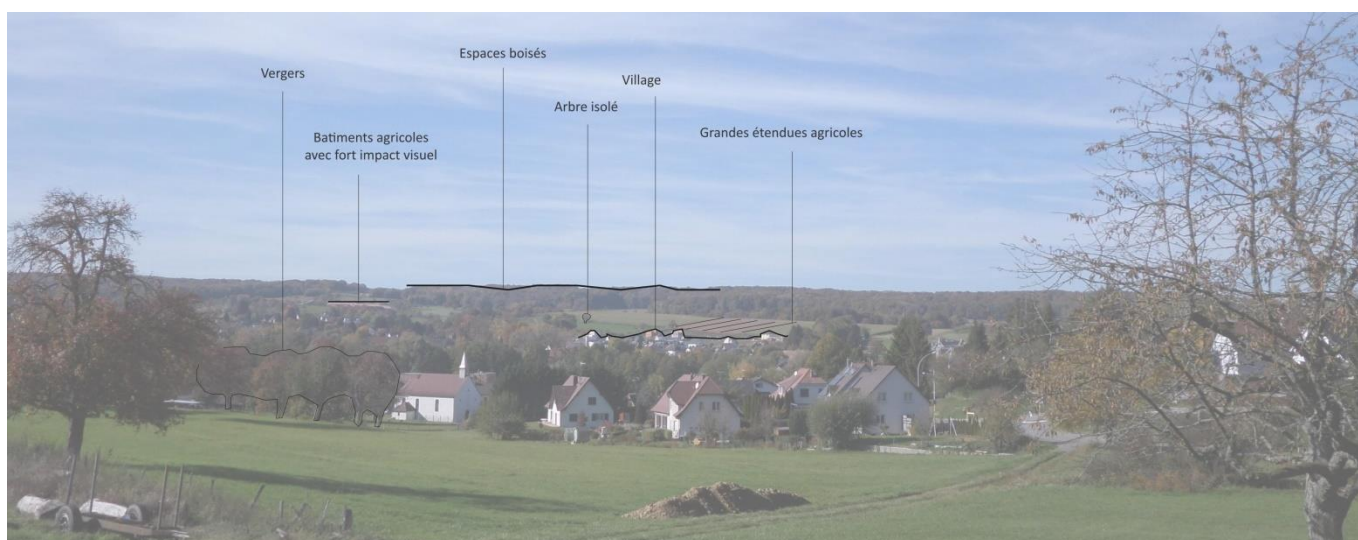 Espaces boisés
Vergers
Village
Arbre isolé
Batiments agricoles
avec fort impact visuel
Grandes étendues agricoles